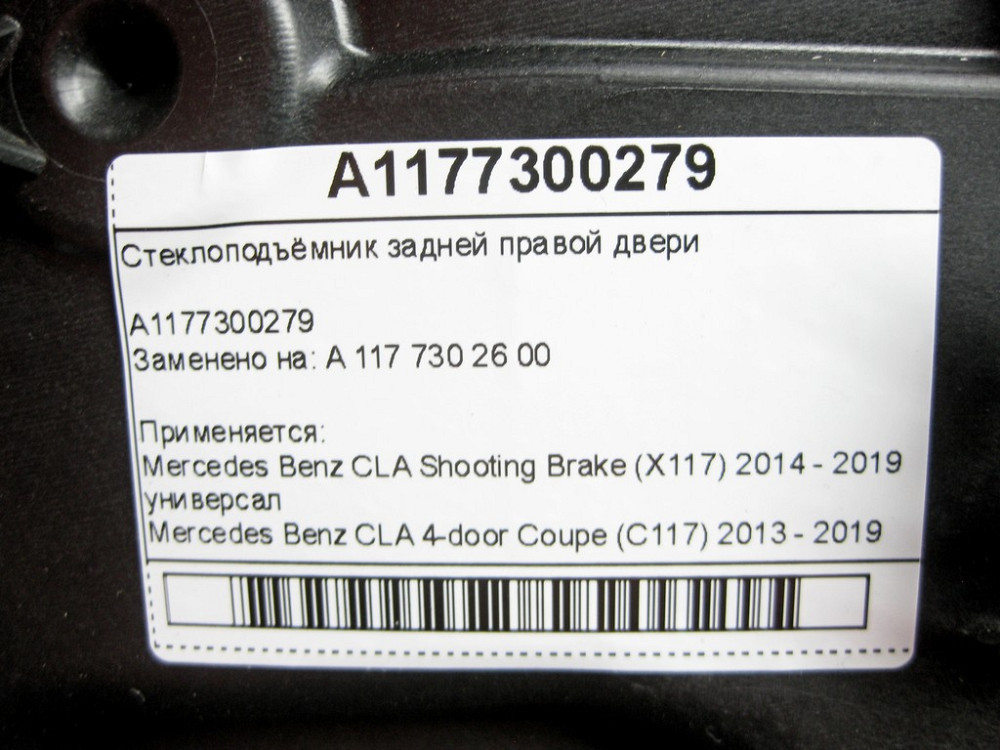 A1177300279
Стеклоподъёмник задней правой двери
A1177300279
Заменено на: A 117 730 26 00
Применяется:
Mercedes Benz CLA Shooting Brake (X117) 2014 - 2019
универсал
Mercedes Benz CLA 4-door Coupe (C117) 2013 - 2019